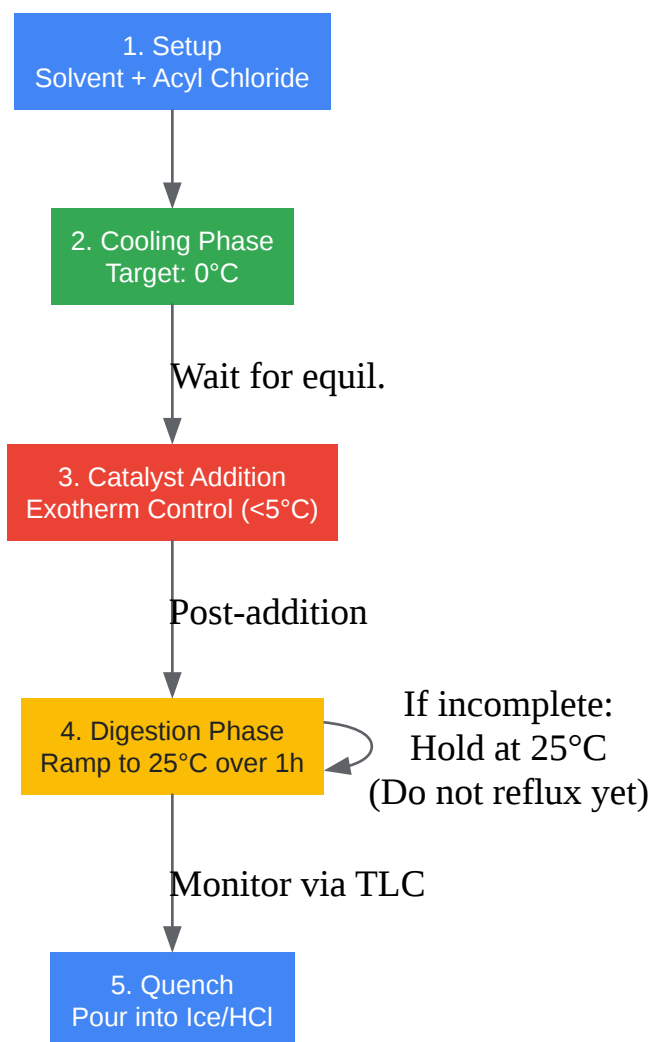 1. Setup
Solvent + Acyl Chloride
2. Cooling Phase
Target: 0°C
Wait for equil.
3. Catalyst Addition
Exotherm Control (<5°C)
Post-addition
4. Digestion Phase
Ramp to 25°C over 1h
If incomplete:
Hold at 25°C
(Do not reflux yet)
Monitor via TLC
5. Quench
Pour into Ice/HCl